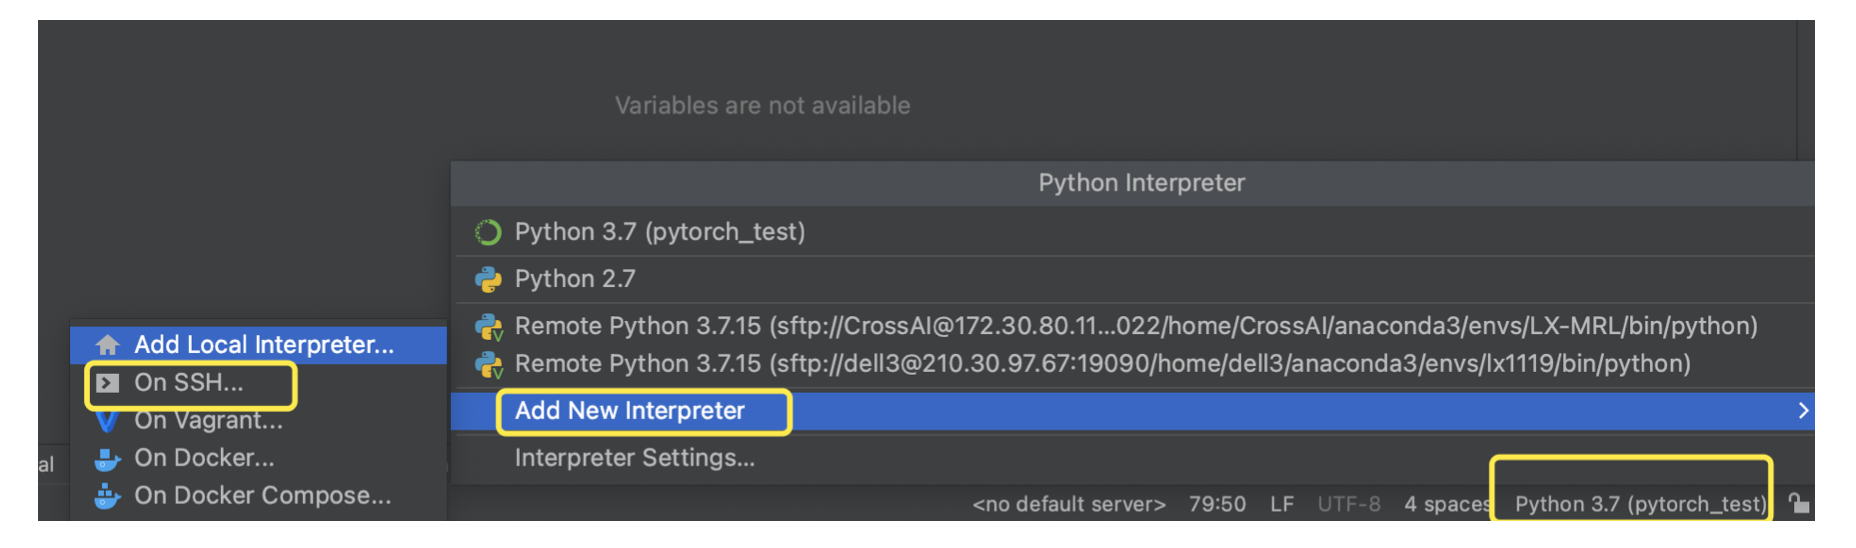 Variables are not available
Python Interpreter
Python 3.7 (pytorch_test)
Python 2.7
Remote Python 3.7.15 (sftp://CrossAI@172.30.80.11...022/home/CrossAI/anaconda3/envs/LX-MRL/bin/python)
Remote Python 3.7.15 (sftp://dell3@210.30.97.67:19090/home/dell3/anaconda3/envs/lx1119/bin/python)
Add New Interpreter
Interpreter Settings...
Add Local Interpreter...
On SSH...
On Vagrant...
On Docker...
On Docker Compose...
al
<no default server> 79:50 LF UTF-8 4 spaces Python 3.7 (pytorch_test)